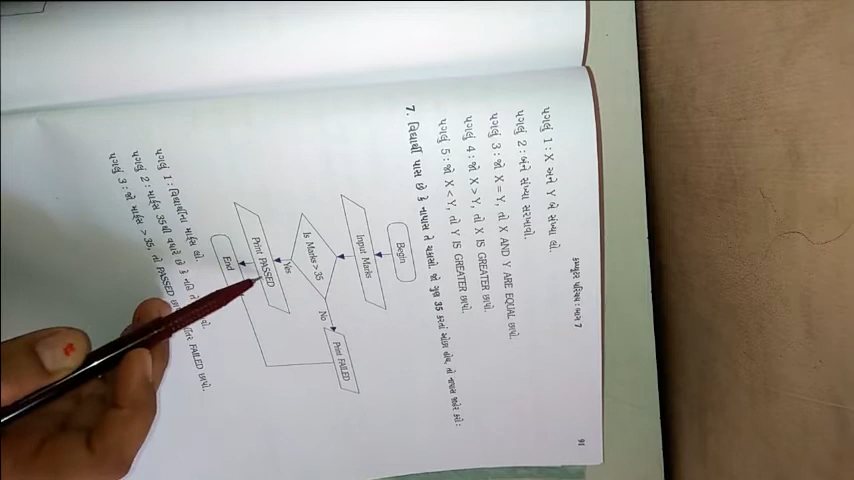 કમ્પ્યૂટર પરિચય : ભાગ 7
91
પગલું 1 : X અને Y બે સંખ્યા લો.
પગલું 2 : બંને સંખ્યા સરખાવો.
પગલું 3 : જો X = Y, તો X AND Y ARE EQUAL છાપો.
પગલું 4 : જો X > Y, તો X IS GREATER છાપો.
પગલું 5 : જો X < Y, તો Y IS GREATER છાપો.
7. વિદ્યાર્થી પાસ છે કે નાપાસ તે ચકાસો. જો ગુણ 35 કરતાં ઓછા હોય, તો નાપાસ જાહેર કરો :
Begin
Input Marks
Is Marks > 35
No
Print FAILED
Yes
Print PASSED
End
પગલું 1 : વિદ્યાર્થીના માર્ક્સ લો.
પગલું 2 : માર્ક્સ 35થી વધારે છે કે નહિ તે
પગલું 3 : જો માર્ક્સ > 35, તો PASSED FAILED છાપો.